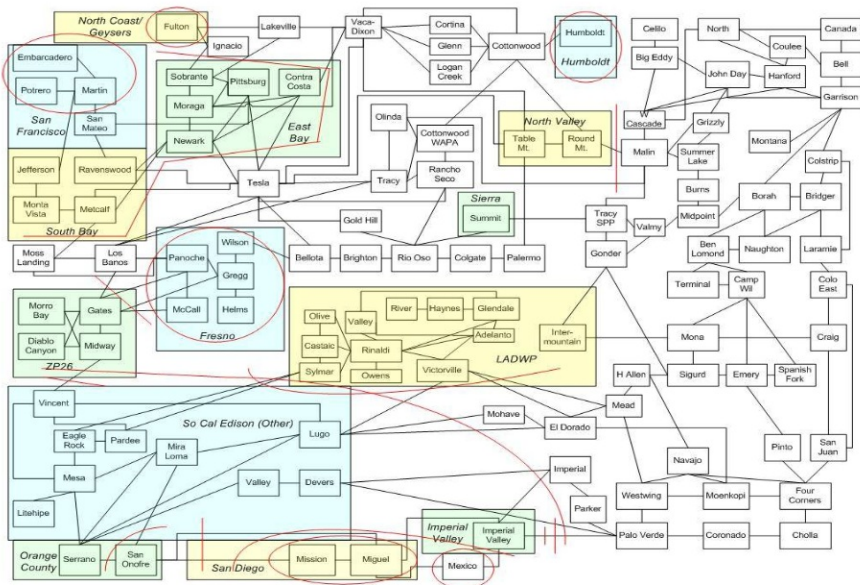 North Coast/
Geysers
Fulton
Lakeville
Ignacio
Vaca-
Dixon
Cortina
Glenn
Logan
Creek
Cottonwood
Humboldt
Humboldt
Celilo
Big Eddy
North
Coulee
Canada
Bell
John Day
Hanford
Garrison
Embarcadero
Potrero
Martin
San
Mateo
San
Francisco
Sobrante
Pittsburg
Contra
Costa
Moraga
Newark
East
Bay
Olinda
Cottonwood
WAPA
Rancho
Seco
Tracy
Tesla
North Valley
Table
Mt.
Round
Mt.
W
Cascade
Malin
Grizzly
Summer
Lake
Burns
Midpoint
Montana
Colstrip
Borah
Bridger
Jefferson
Ravenswood
Monta
Vista
Metcalf
South Bay
Sierra
Summit
Gold Hill
Tracy
SPP
Valmy
Gonder
Ben
Lomond
Naughton
Laramie
Moss
Landing
Los
Banos
Panoche
Wilson
Gregg
McCall
Helms
Fresno
Bellota
Brighton
Rio Oso
Colgate
Palermo
Terminal
Camp
Wil
Colo
East
Morro
Bay
Gates
Diablo
Canyon
Midway
ZP26
Olive
Valley
River
Haynes
Glendale
Castaic
Rinaldi
Adelanto
Sylmar
Owens
Victorville
LADWP
Inter-
mountain
Mona
Craig
H Allen
Sigurd
Emery
Spanish
Fork
Vincent
So Cal Edison (Other)
Eagle
Rock
Pardee
Mira
Loma
Lugo
Mohave
El Dorado
Mead
Pinto
San
Juan
Mesa
Litehipe
Valley
Devers
Imperial
Parker
Navajo
Westwing
Moenkopi
Four
Corners
Orange
County
Serrano
San
Onofre
San Diego
Mission
Miguel
Imperial
Valley
Imperial
Valley
Mexico
Palo Verde
Coronado
Cholla